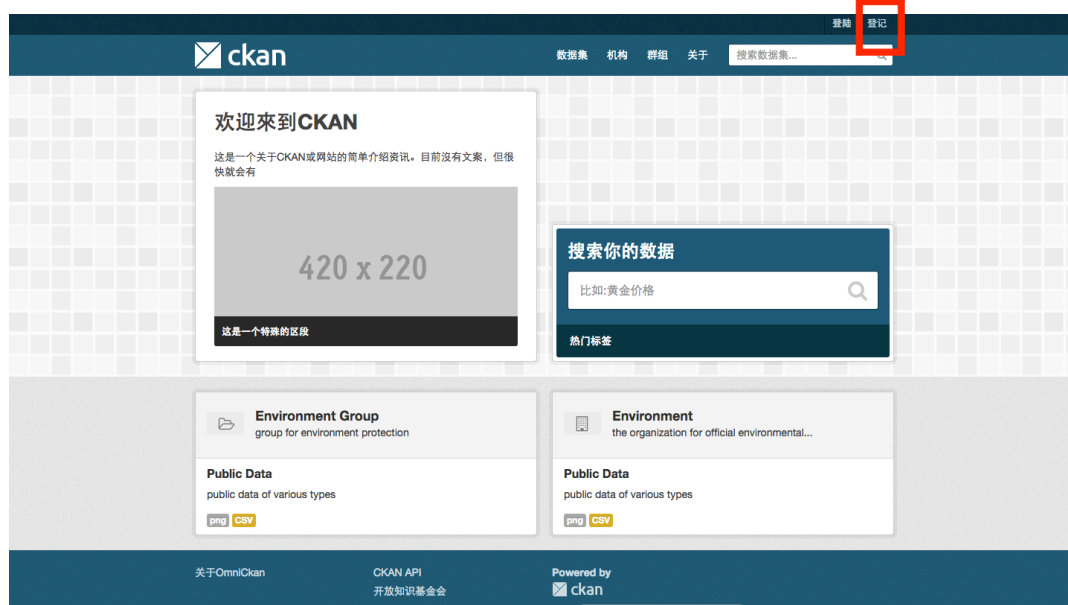 登陆 登记
ckan
数据集 机构 群组 关于 搜索数据集...
欢迎來到CKAN
这是一个关于CKAN或网站的简单介绍资讯。目前沒有文案，但很
快就会有
420 x 220
这是一个特殊的区段
搜索你的数据
比如:黄金价格
热门标签
Environment Group
group for environment protection
Public Data
public data of various types
png CSV
Environment
the organization for official environmental...
Public Data
public data of various types
png CSV
关于OmniCkan
CKAN API
开放知识基金会
Powered by
ckan